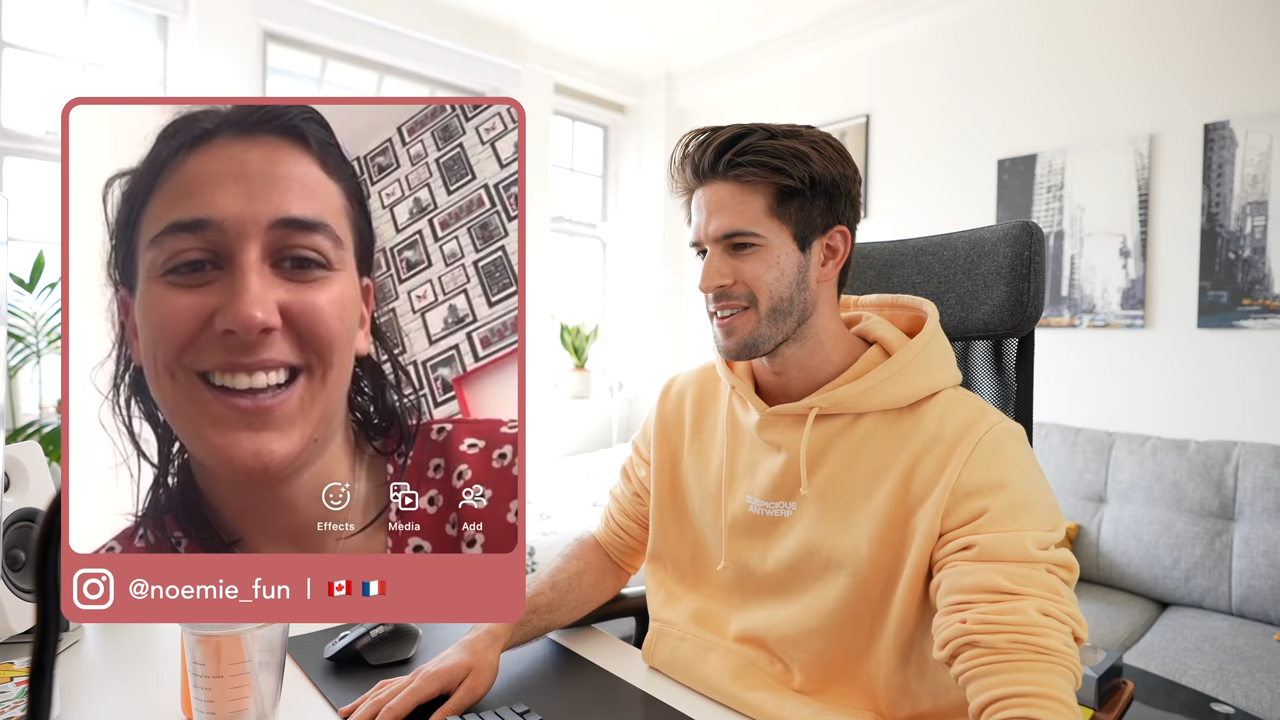 Effects
Media
Add
@noemie_fun | 🇨🇦 🇫🇷
SUSPICIOUS
ANTWERP